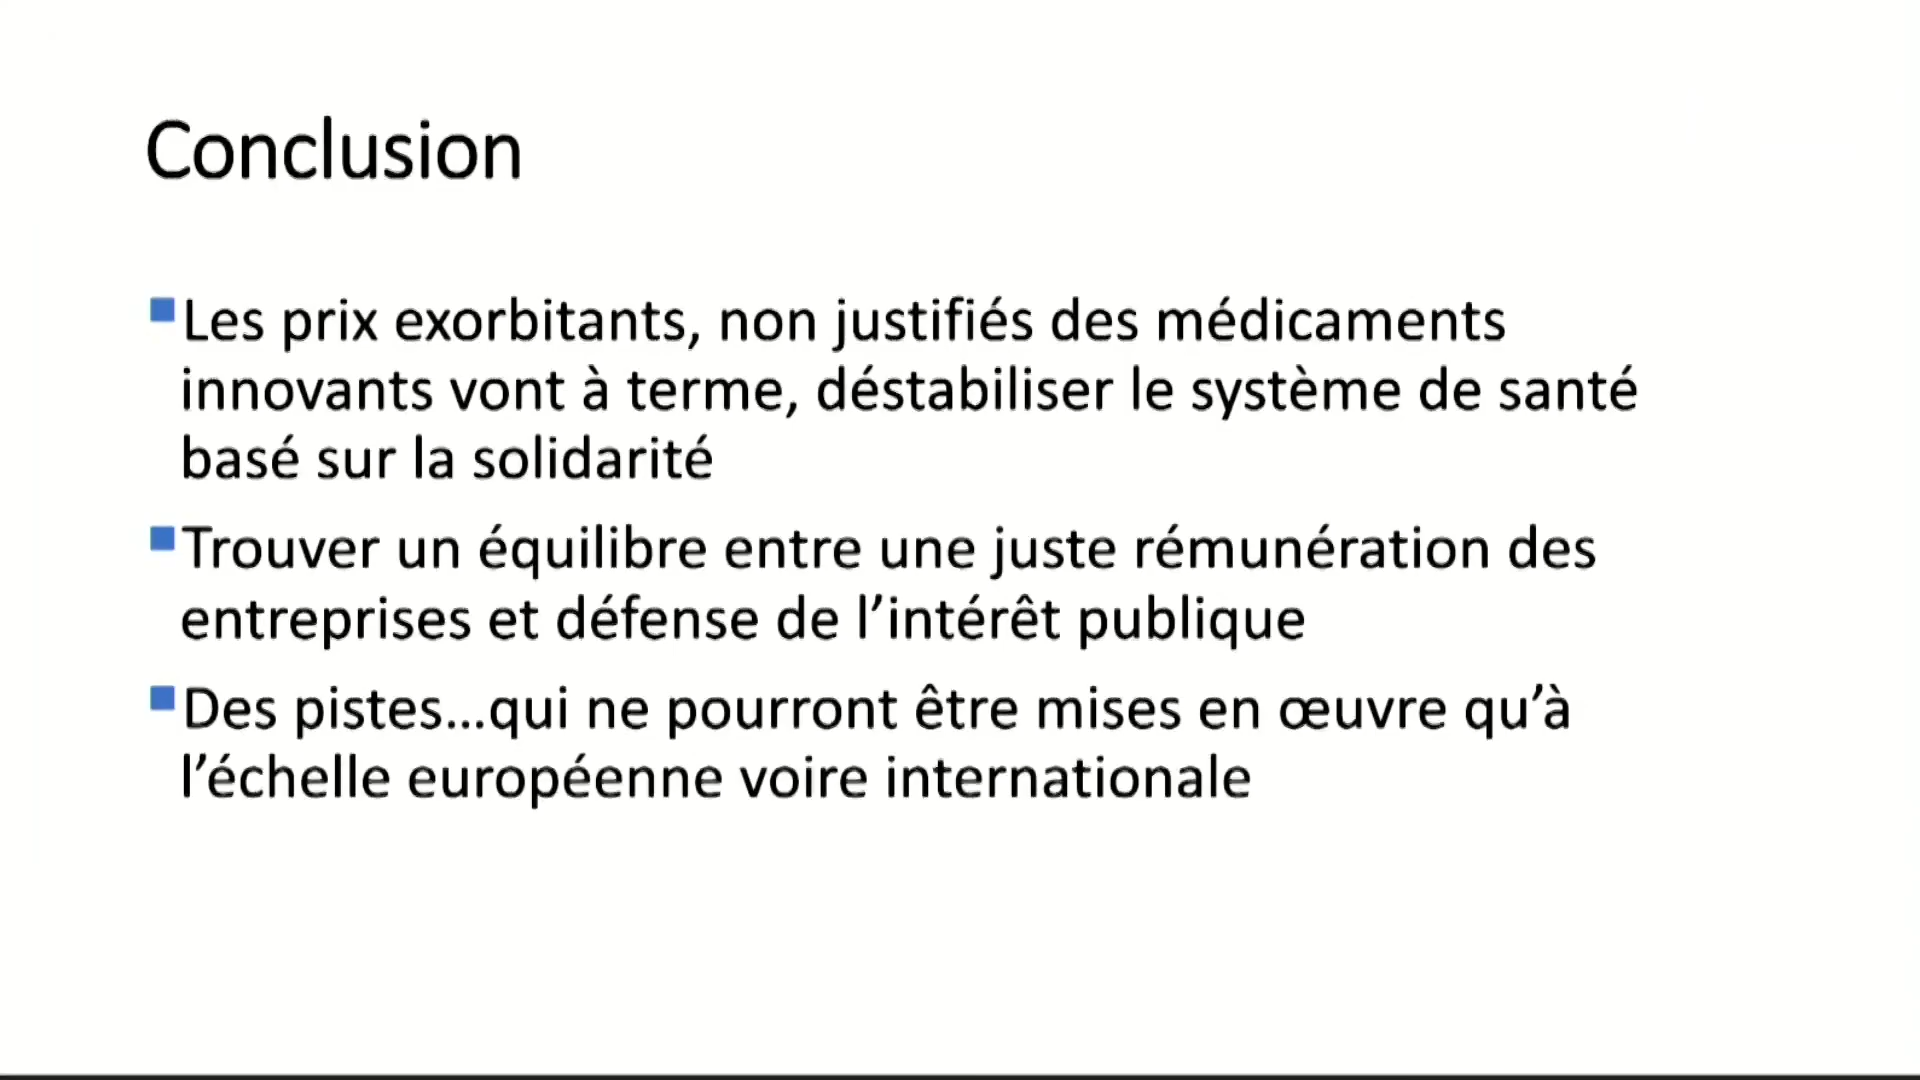 Conclusion
Les prix exorbitants, non justifiés des médicaments
innovants vont à terme, déstabiliser le système de santé
basé sur la solidarité
Trouver un équilibre entre une juste rémunération des
entreprises et défense de l’intérêt publique
Des pistes…qui ne pourront être mises en œuvre qu’à
l’échelle européenne voire internationale